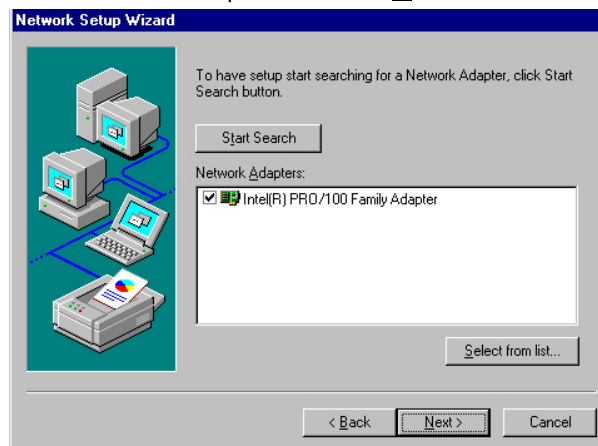 Network Setup Wizard
To have setup start searching for a Network Adapter, click Start
Search button.
Start Search
Network Adapters:
Intel(R) PRO/100 Family Adapter
Select from list...
< Back
Next >
Cancel